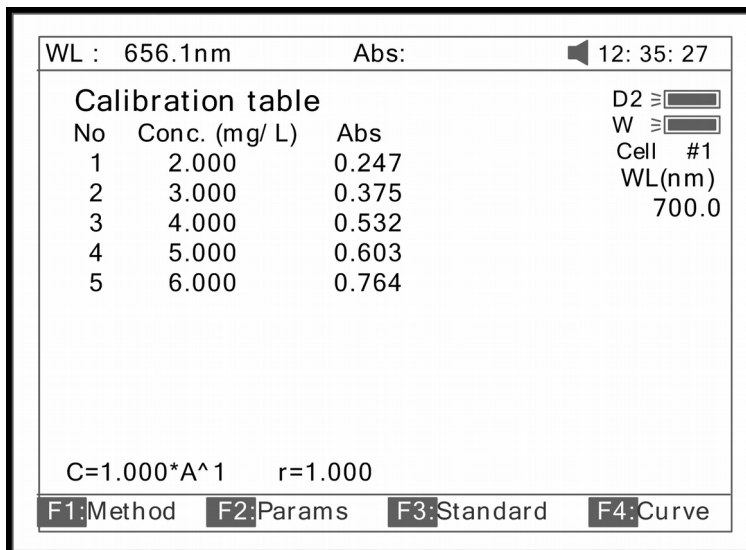 WL : 656.1nm Abs: 12: 35: 27
Calibration table D2
No Conc. (mg/ L) Abs W
1 2.000 0.247 Cell #1
2 3.000 0.375 WL(nm)
3 4.000 0.532 700.0
4 5.000 0.603
5 6.000 0.764
C=1.000*A^1 r=1.000
F1:Method F2:Params F3:Standard F4:Curve